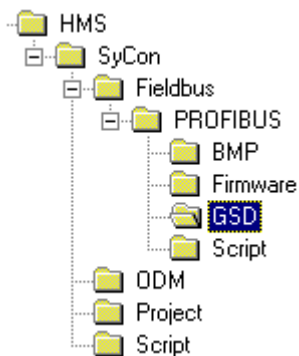 HMS
SyCon
Fieldbus
PROFIBUS
BMP
Firmware
GSD
Script
ODM
Project
Script